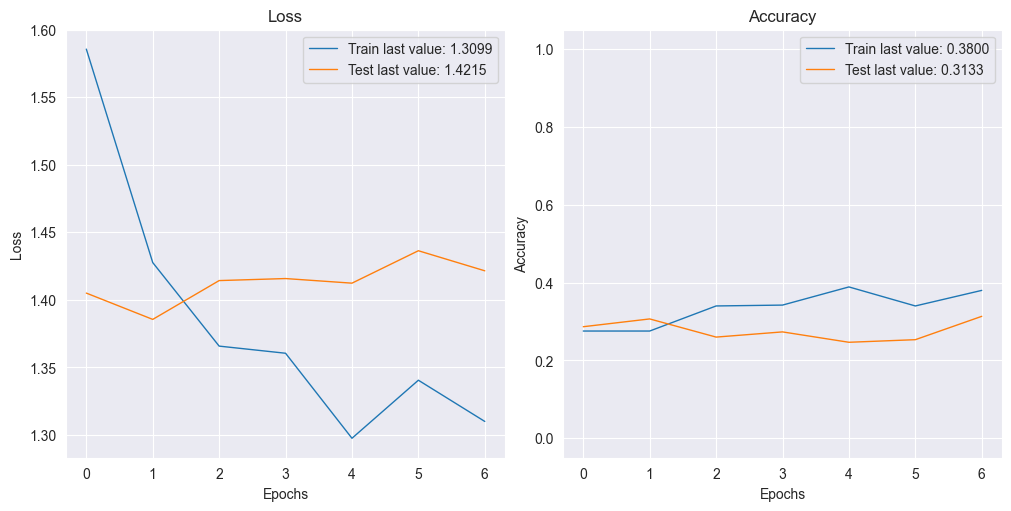 Loss
Train last value: 1.3099
Test last value: 1.4215
1.60
1.55
1.50
1.45
1.40
1.35
1.30
Loss
0 1 2 3 4 5 6
Epochs
Accuracy
Train last value: 0.3800
Test last value: 0.3133
1.0
0.8
0.6
0.4
0.2
0.0
Accuracy
0 1 2 3 4 5 6
Epochs